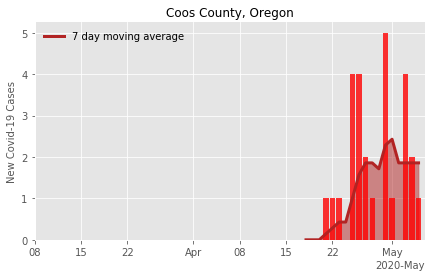 Coos County, Oregon
7 day moving average
New Covid-19 Cases
5
4
3
2
1
0
08 15 22 Apr 08 15 22 May
2020-May